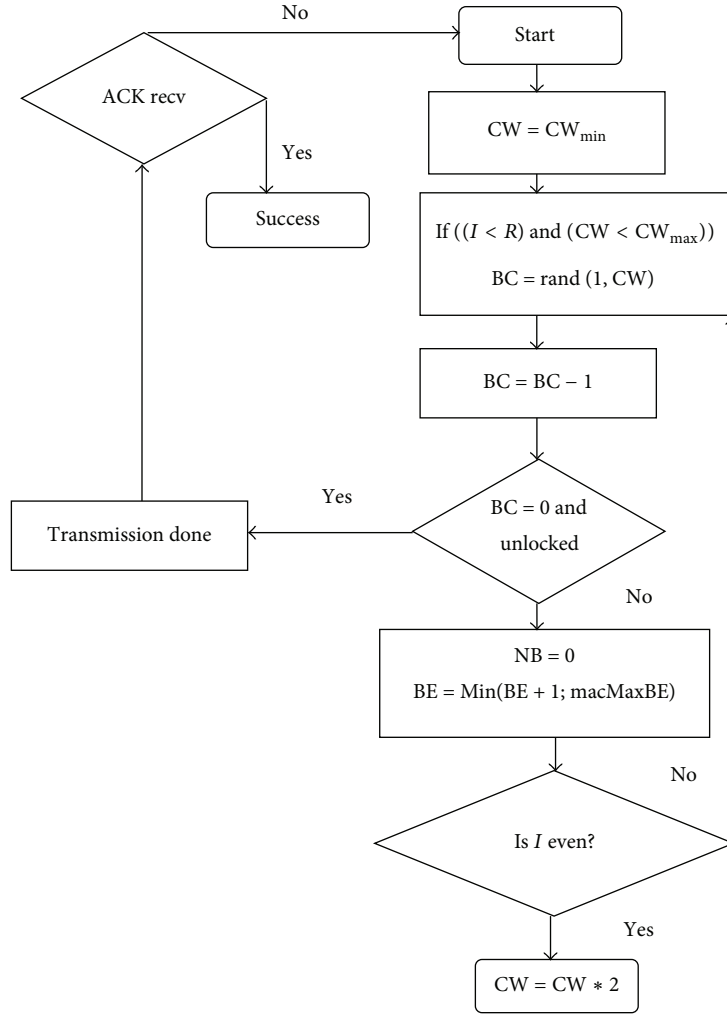 No
Start
ACK recv
CW = CWmin
Yes
Success
If ((I < R) and (CW < CWmax))
BC = rand (1, CW)
BC = BC − 1
Yes
BC = 0 and
unlocked
Transmission done
No
NB = 0
BE = Min(BE + 1; macMaxBE)
No
Is I even?
Yes
CW = CW ∗ 2